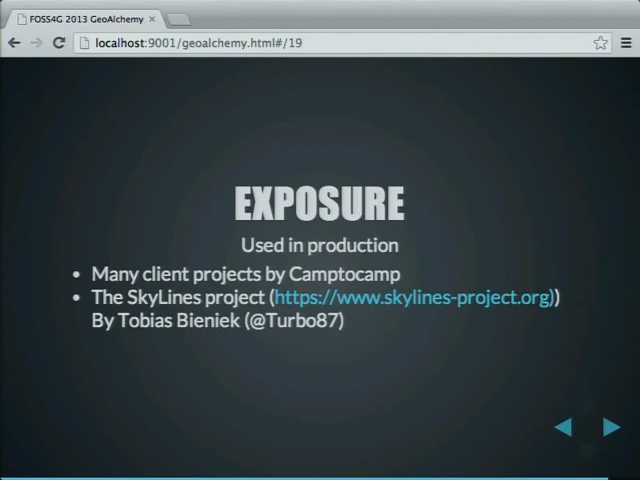 FOSS4G 2013 GeoAlchemy
localhost:9001/geoalchemy.html#/19
EXPOSURE
Used in production
• Many client projects by Camptocamp
• The SkyLines project (https://www.skylines-project.org))
By Tobias Bieniek (@Turbo87)